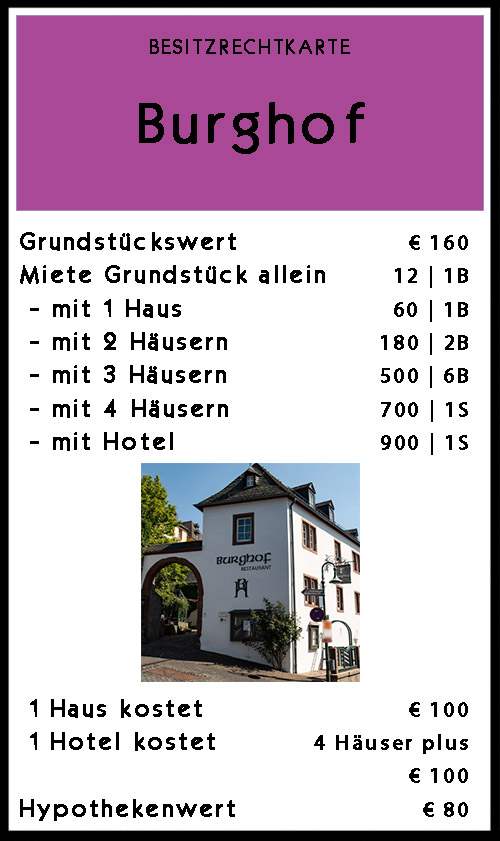 BESITZRECHTKARTE
Burghof
Grundstückswert € 160
Miete Grundstück allein 12 | 1B
- mit 1 Haus 60 | 1B
- mit 2 Häusern 180 | 2B
- mit 3 Häusern 500 | 6B
- mit 4 Häusern 700 | 1S
- mit Hotel 900 | 1S
BURGHOF
RESTAURANT
1 Haus kostet € 100
1 Hotel kostet 4 Häuser plus
€ 100
Hypothekenwert € 80